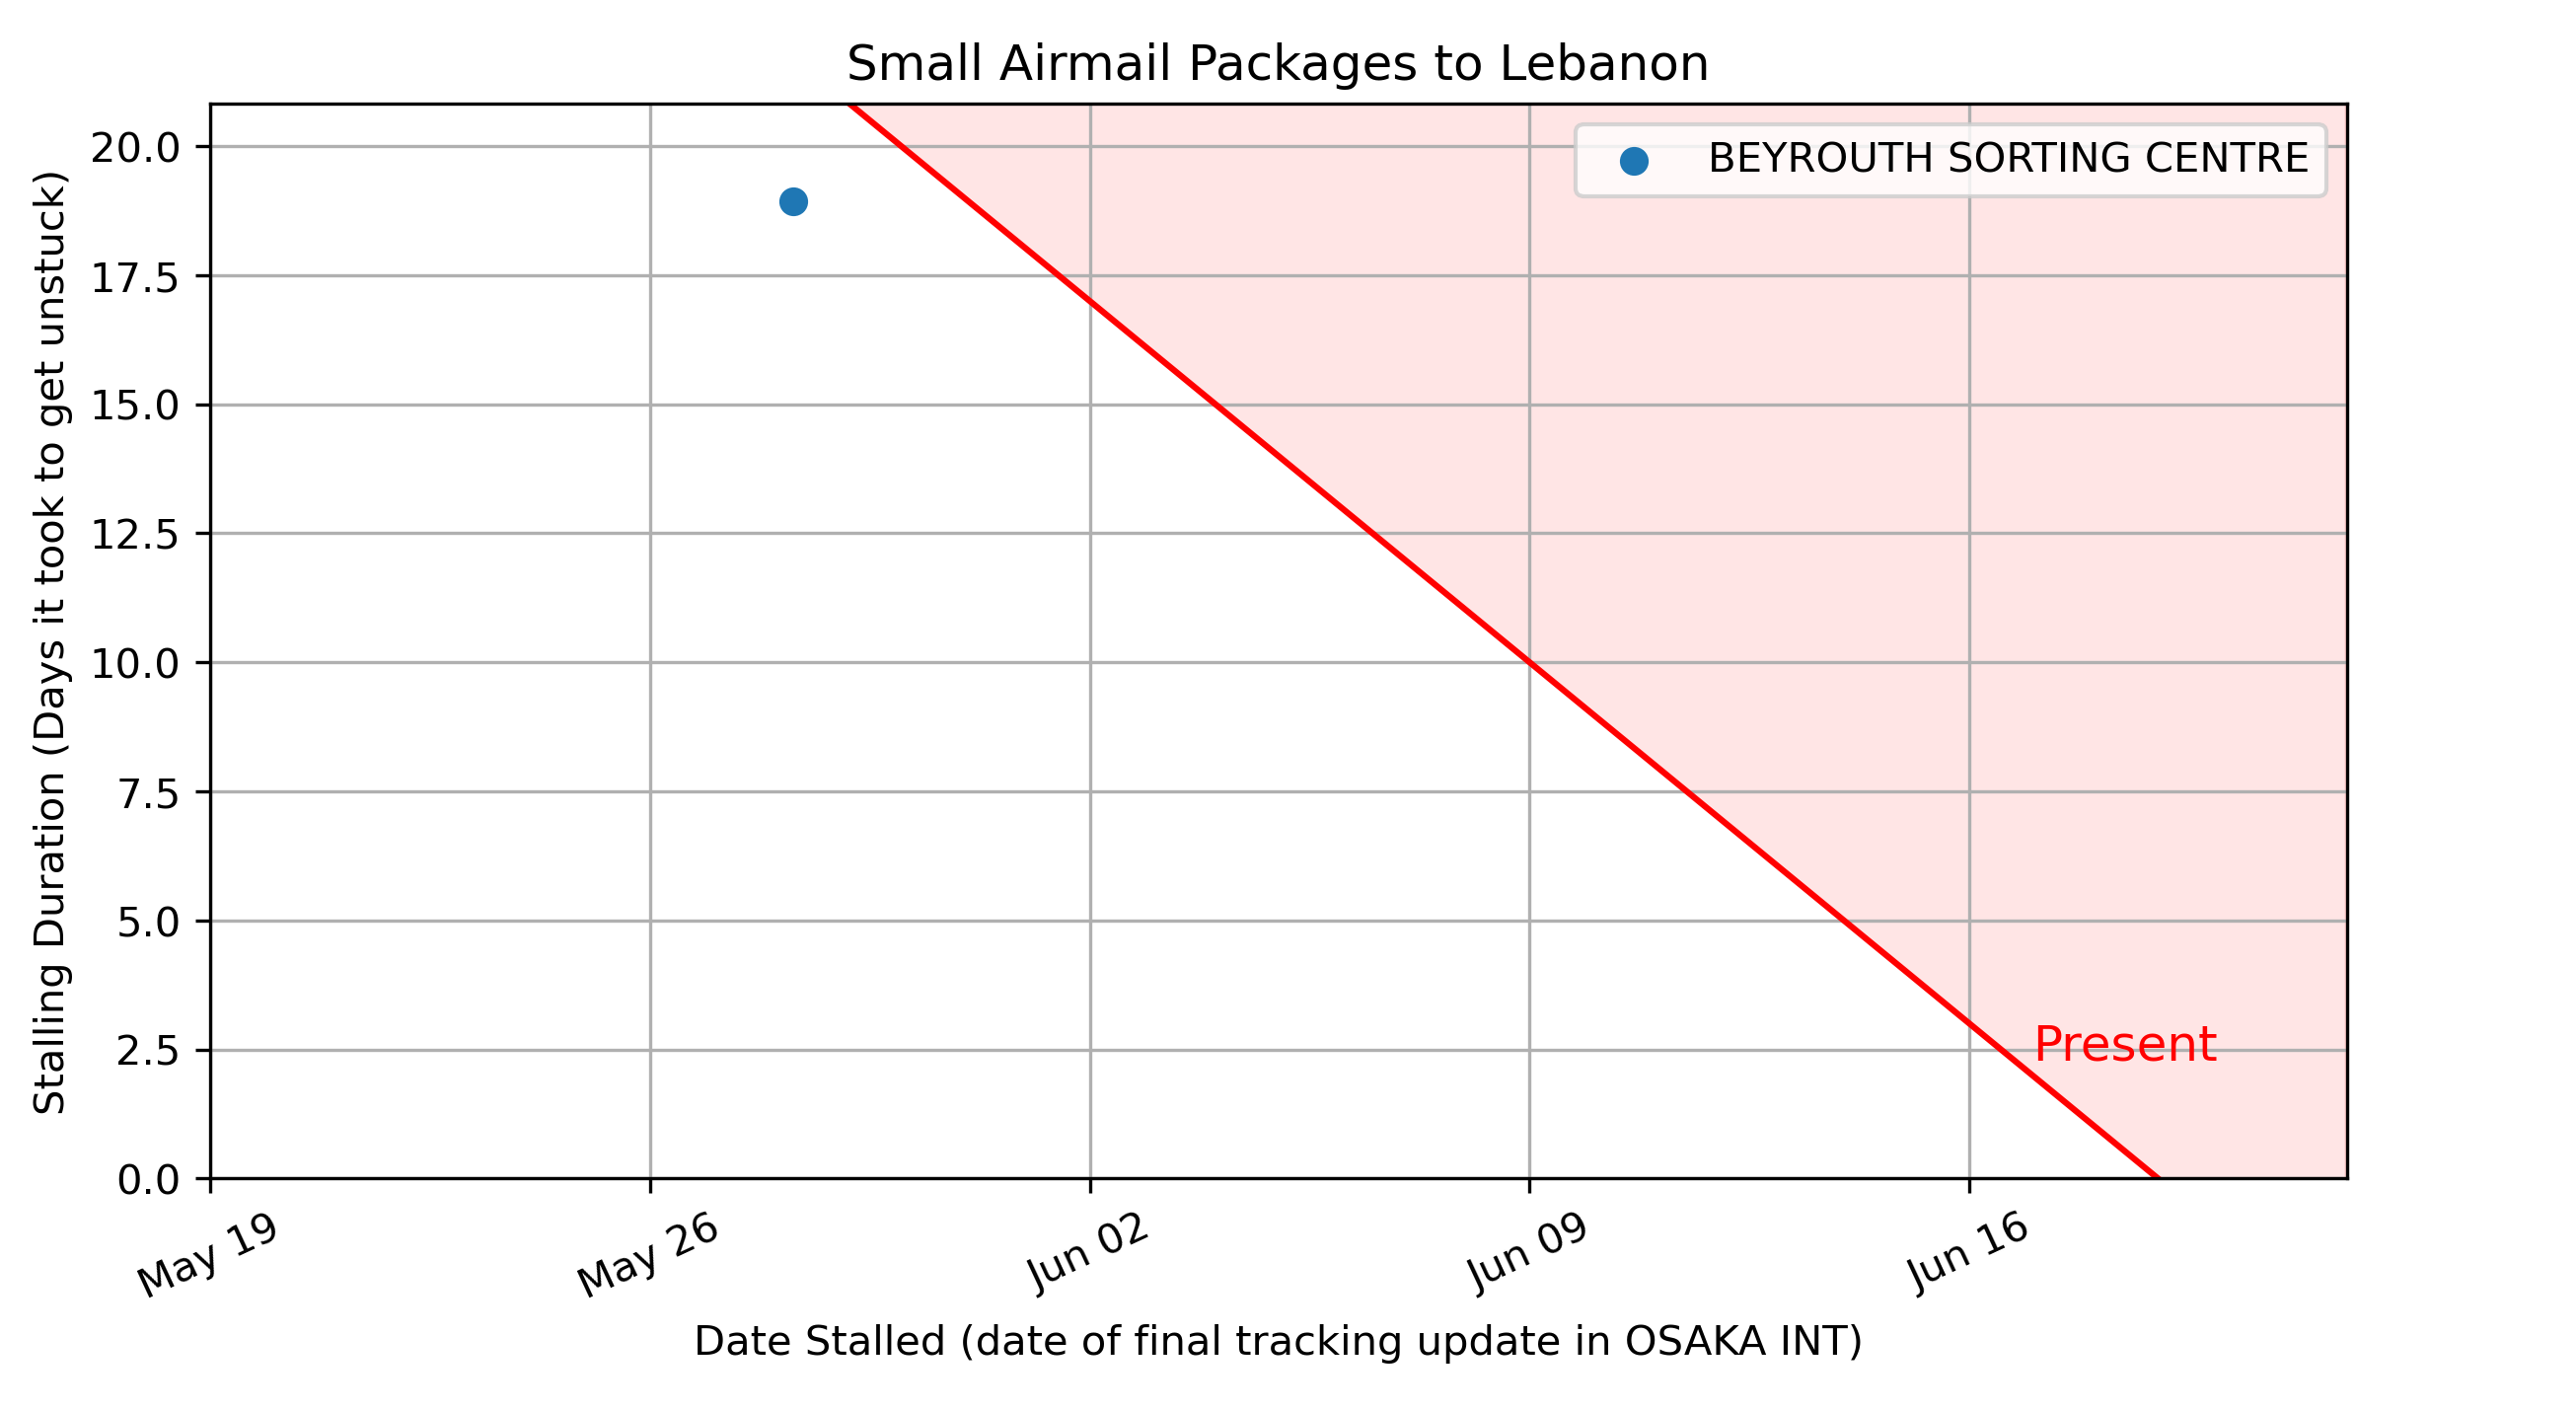 Small Airmail Packages to Lebanon
BEYROUTH SORTING CENTRE
Stalling Duration (Days it took to get unstuck)
20.0
17.5
15.0
12.5
10.0
7.5
5.0
2.5
0.0
Present
May 19
May 26
Jun 02
Jun 09
Jun 16
Date Stalled (date of final tracking update in OSAKA INT)